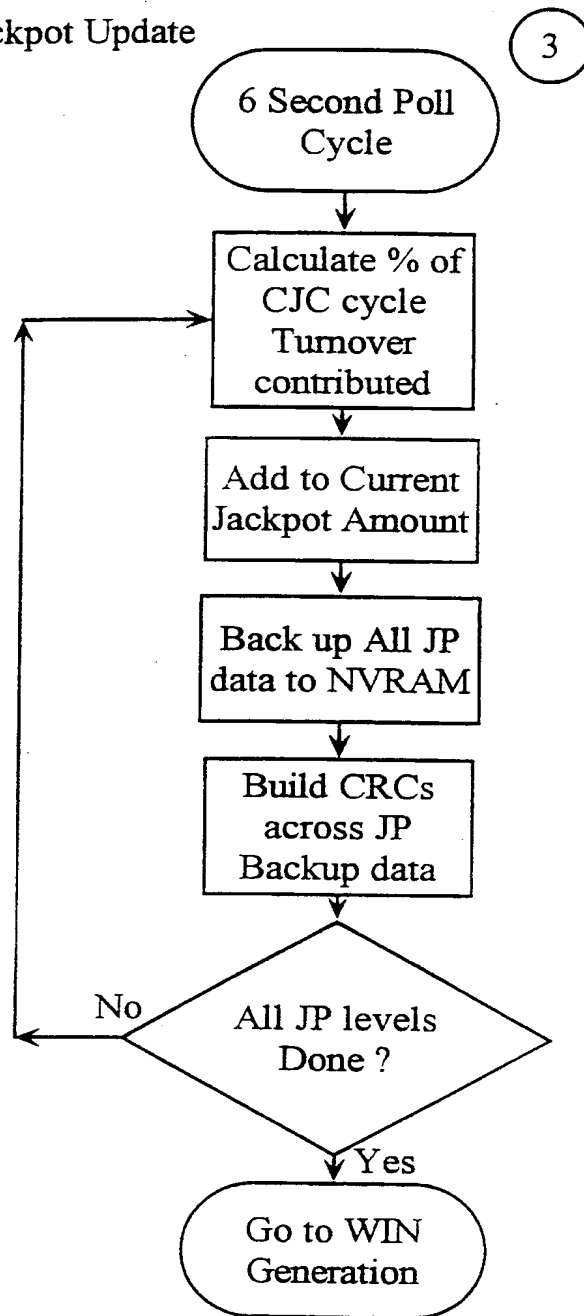 ckpot Update
3
6 Second Poll
Cycle
Calculate % of
CJC cycle
Turnover
contributed
Add to Current
Jackpot Amount
Back up All JP
data to NVRAM
Build CRCs
across JP
Backup data
No
All JP levels
Done ?
Yes
Go to WIN
Generation